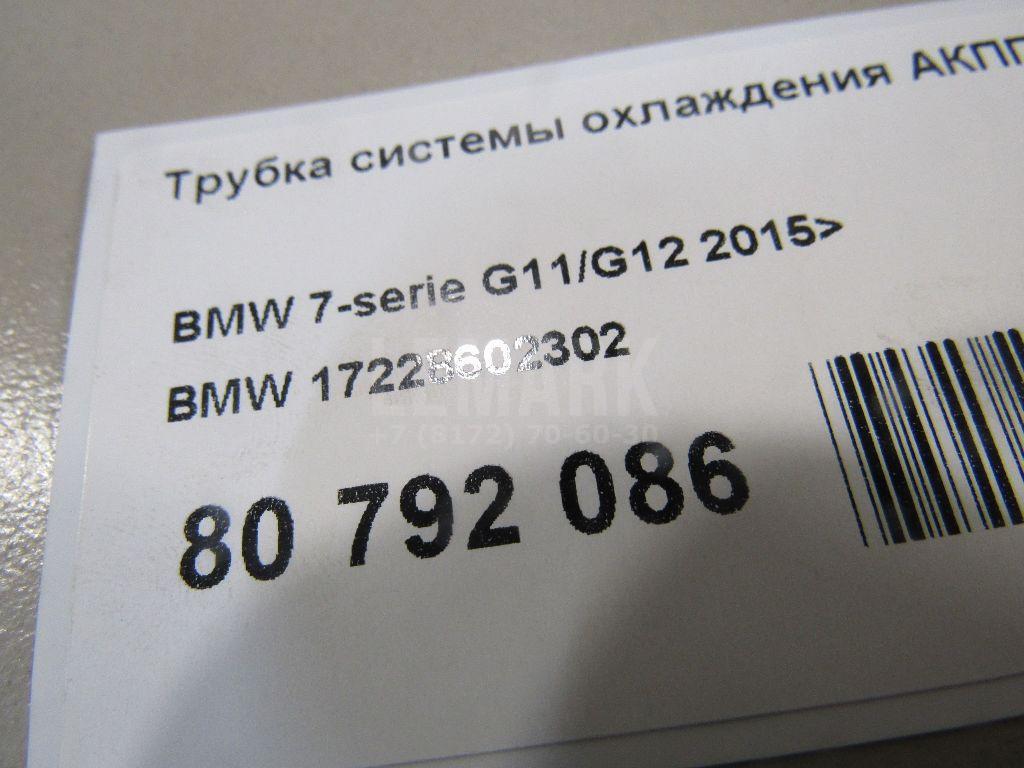 Трубка системы охлаждения АКПП
BMW 7-serie G11/G12 2015>
BMW 17228602302
80 792 086
LEMARK
+7 (8172) 70-60-30